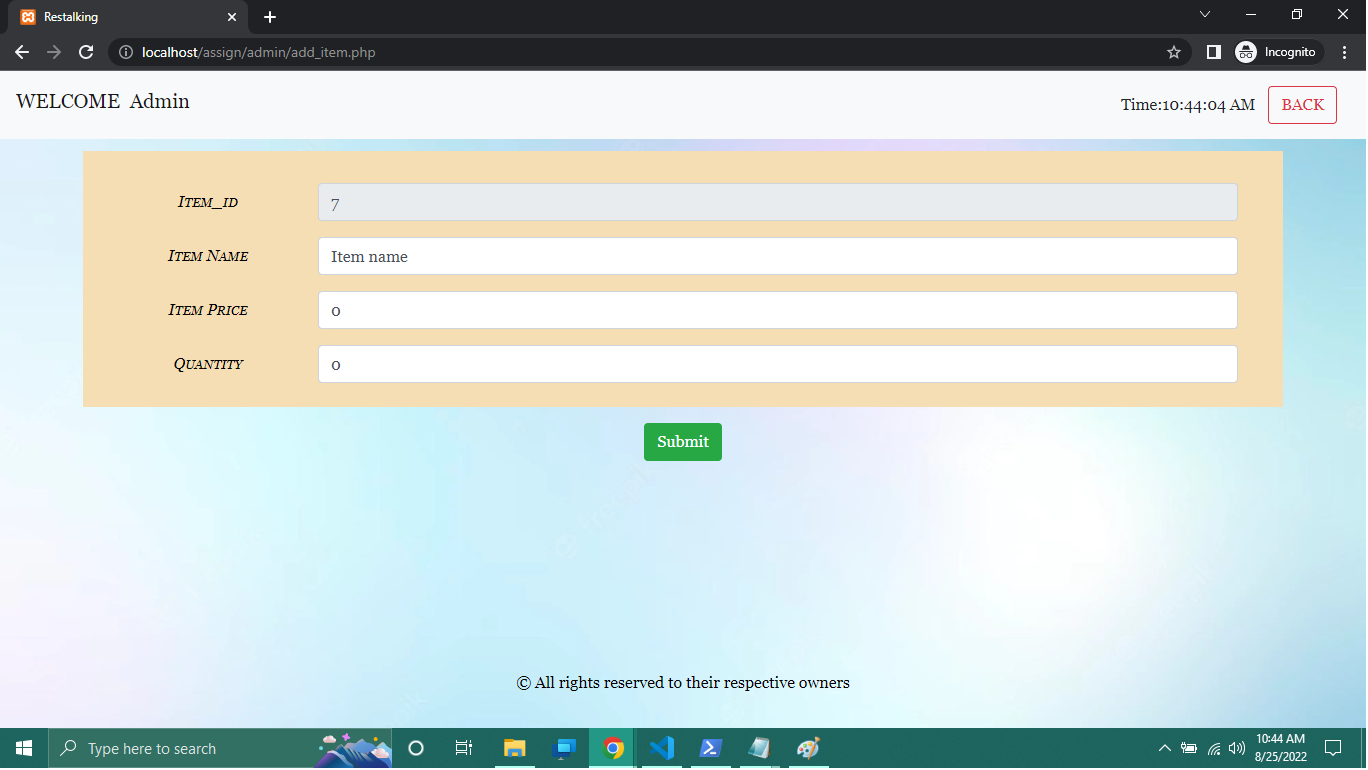 Restalking
localhost/assign/admin/add_item.php
Incognito
WELCOME Admin
Time:10:44:04 AM
BACK
Item_id
7
Item Name
Item name
Item Price
0
Quantity
0
Submit
© All rights reserved to their respective owners
Type here to search
10:44 AM
8/25/2022